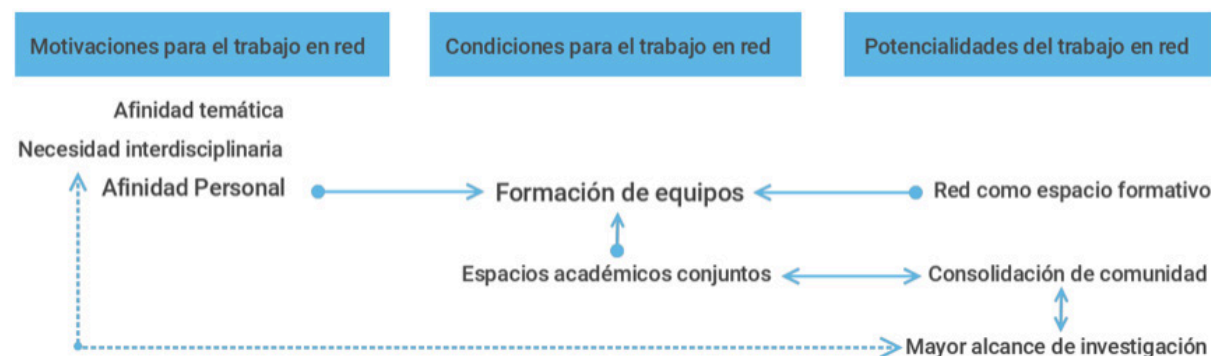 Motivaciones para el trabajo en red
Condiciones para el trabajo en red
Potencialidades del trabajo en red
Afinidad temática
Necesidad interdisciplinaria
Afinidad Personal
Formación de equipos
Red como espacio formativo
Espacios académicos conjuntos
Consolidación de comunidad
Mayor alcance de investigación